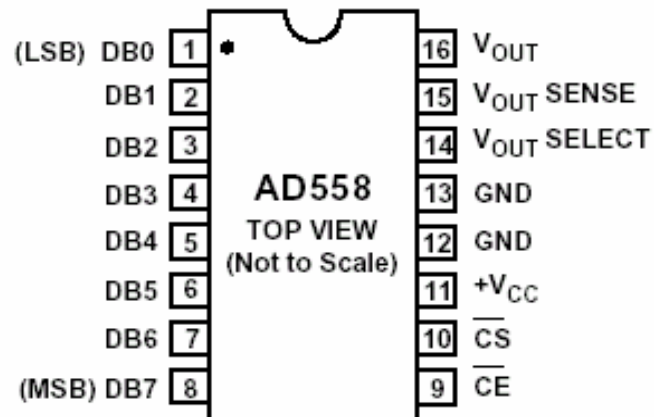 (LSB) DB0 1 16 VOUT
DB1 2 15 VOUT SENSE
DB2 3 14 VOUT SELECT
DB3 4 13 GND
DB4 5 12 GND
DB5 6 11 +VCC
DB6 7 10 C̅S̅
(MSB) DB7 8 9 C̅E̅
AD558
TOP VIEW
(Not to Scale)